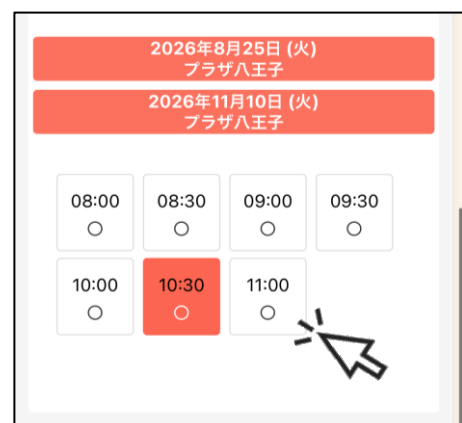 2026年8月25日 (火)
プラザ八王子
2026年11月10日 (火)
プラザ八王子
08:00 08:30 09:00 09:30
○ ○ ○ ○
10:00 10:30 11:00
○ ○ ○